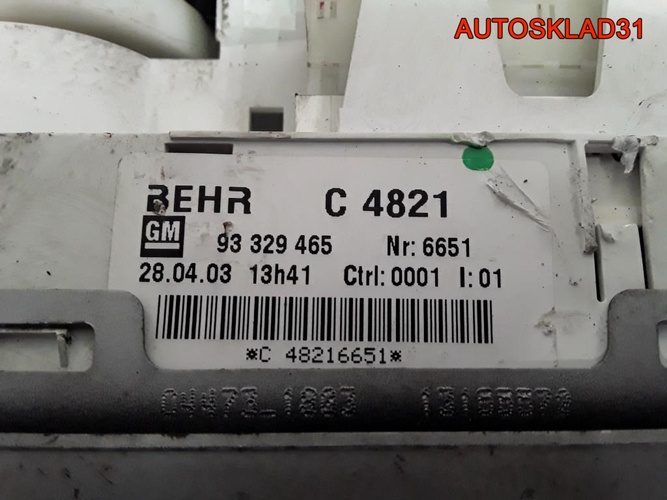 AUTOSKLAD31
BEHR C 4821
GM 93 329 465 Nr:6651
28.04.03 13h41 Ctrl:0001 I:01
*C 48216651*